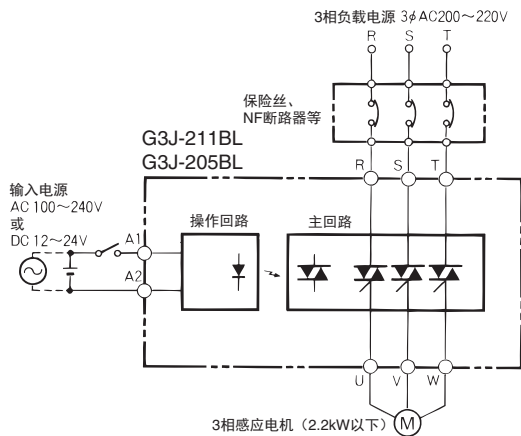 3相负载电源 3φAC200～220V
R S T
保险丝、
NF断路器等
G3J-211BL
G3J-205BL
R S T
输入电源
AC 100～240V
或
DC 12～24V
A1
A2
操作回路
主回路
U V W
M
3相感应电机（2.2kW以下）